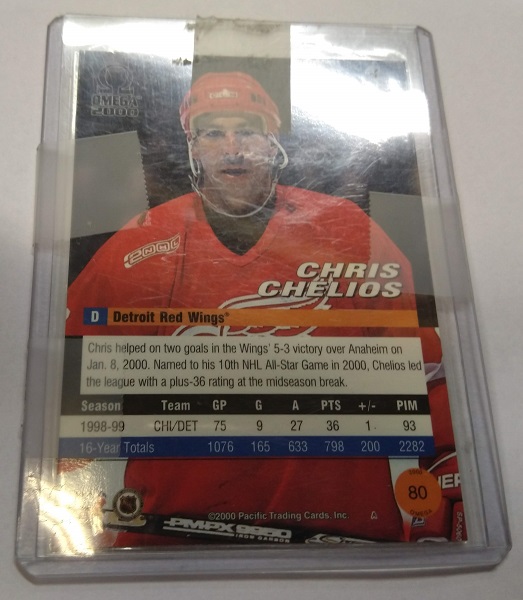 OMEGA
2000
2000
CHRIS
CHELIOS
D Detroit Red Wings®
Chris helped on two goals in the Wings' 5-3 victory over Anaheim on
Jan. 8, 2000. Named to his 10th NHL All-Star Game in 2000, Chelios led
the league with a plus-36 rating at the midseason break.
Season Team GP G A PTS +/- PIM
1998-99 CHI/DET 75 9 27 36 1 93
16-Year Totals 1076 165 633 798 200 2282
80
OMEGA
©2000 Pacific Trading Cards, Inc.